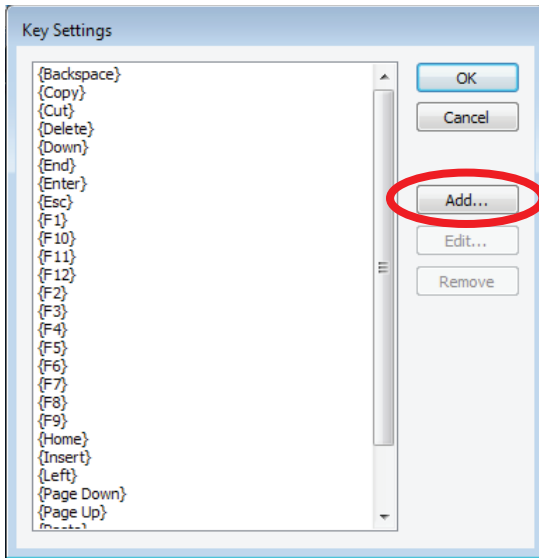 Key Settings
{Backspace}
{Copy}
{Cut}
{Delete}
{Down}
{End}
{Enter}
{Esc}
{F1}
{F10}
{F11}
{F12}
{F2}
{F3}
{F4}
{F5}
{F6}
{F7}
{F8}
{F9}
{Home}
{Insert}
{Left}
{Page Down}
{Page Up}
OK
Cancel
Add...
Edit...
Remove